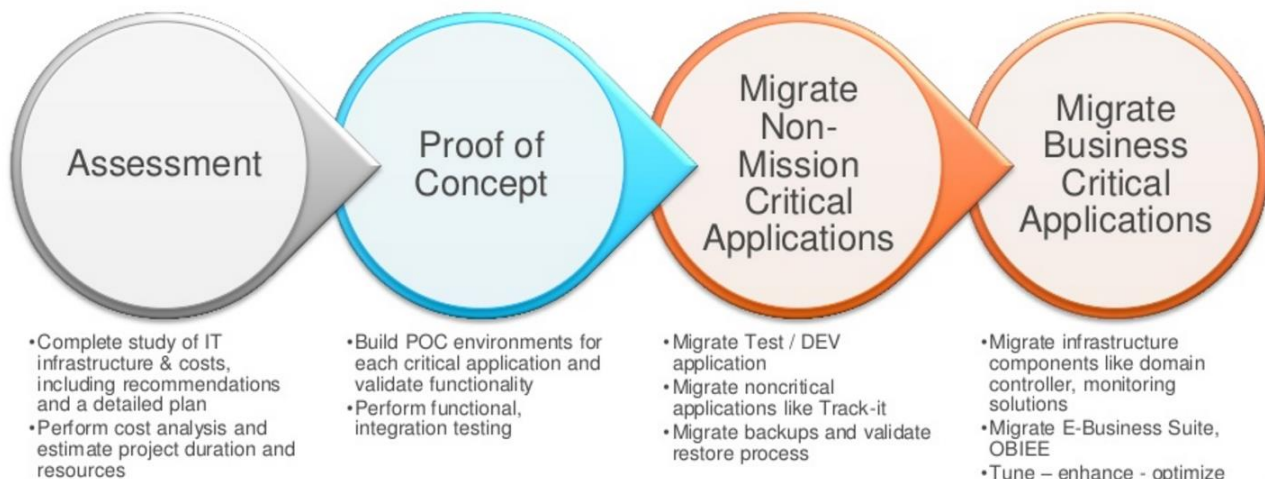 Assessment
Proof of
Concept
Migrate
Non-
Mission
Critical
Applications
Migrate
Business
Critical
Applications
•Complete study of IT
infrastructure & costs,
including recommendations
and a detailed plan
•Perform cost analysis and
estimate project duration and
resources
•Build POC environments for
each critical application and
validate functionality
•Perform functional,
integration testing
•Migrate Test / DEV
application
•Migrate noncritical
applications like Track-it
•Migrate backups and validate
restore process
•Migrate infrastructure
components like domain
controller, monitoring
solutions
•Migrate E-Business Suite,
OBIEE
•Tune – enhance - optimize